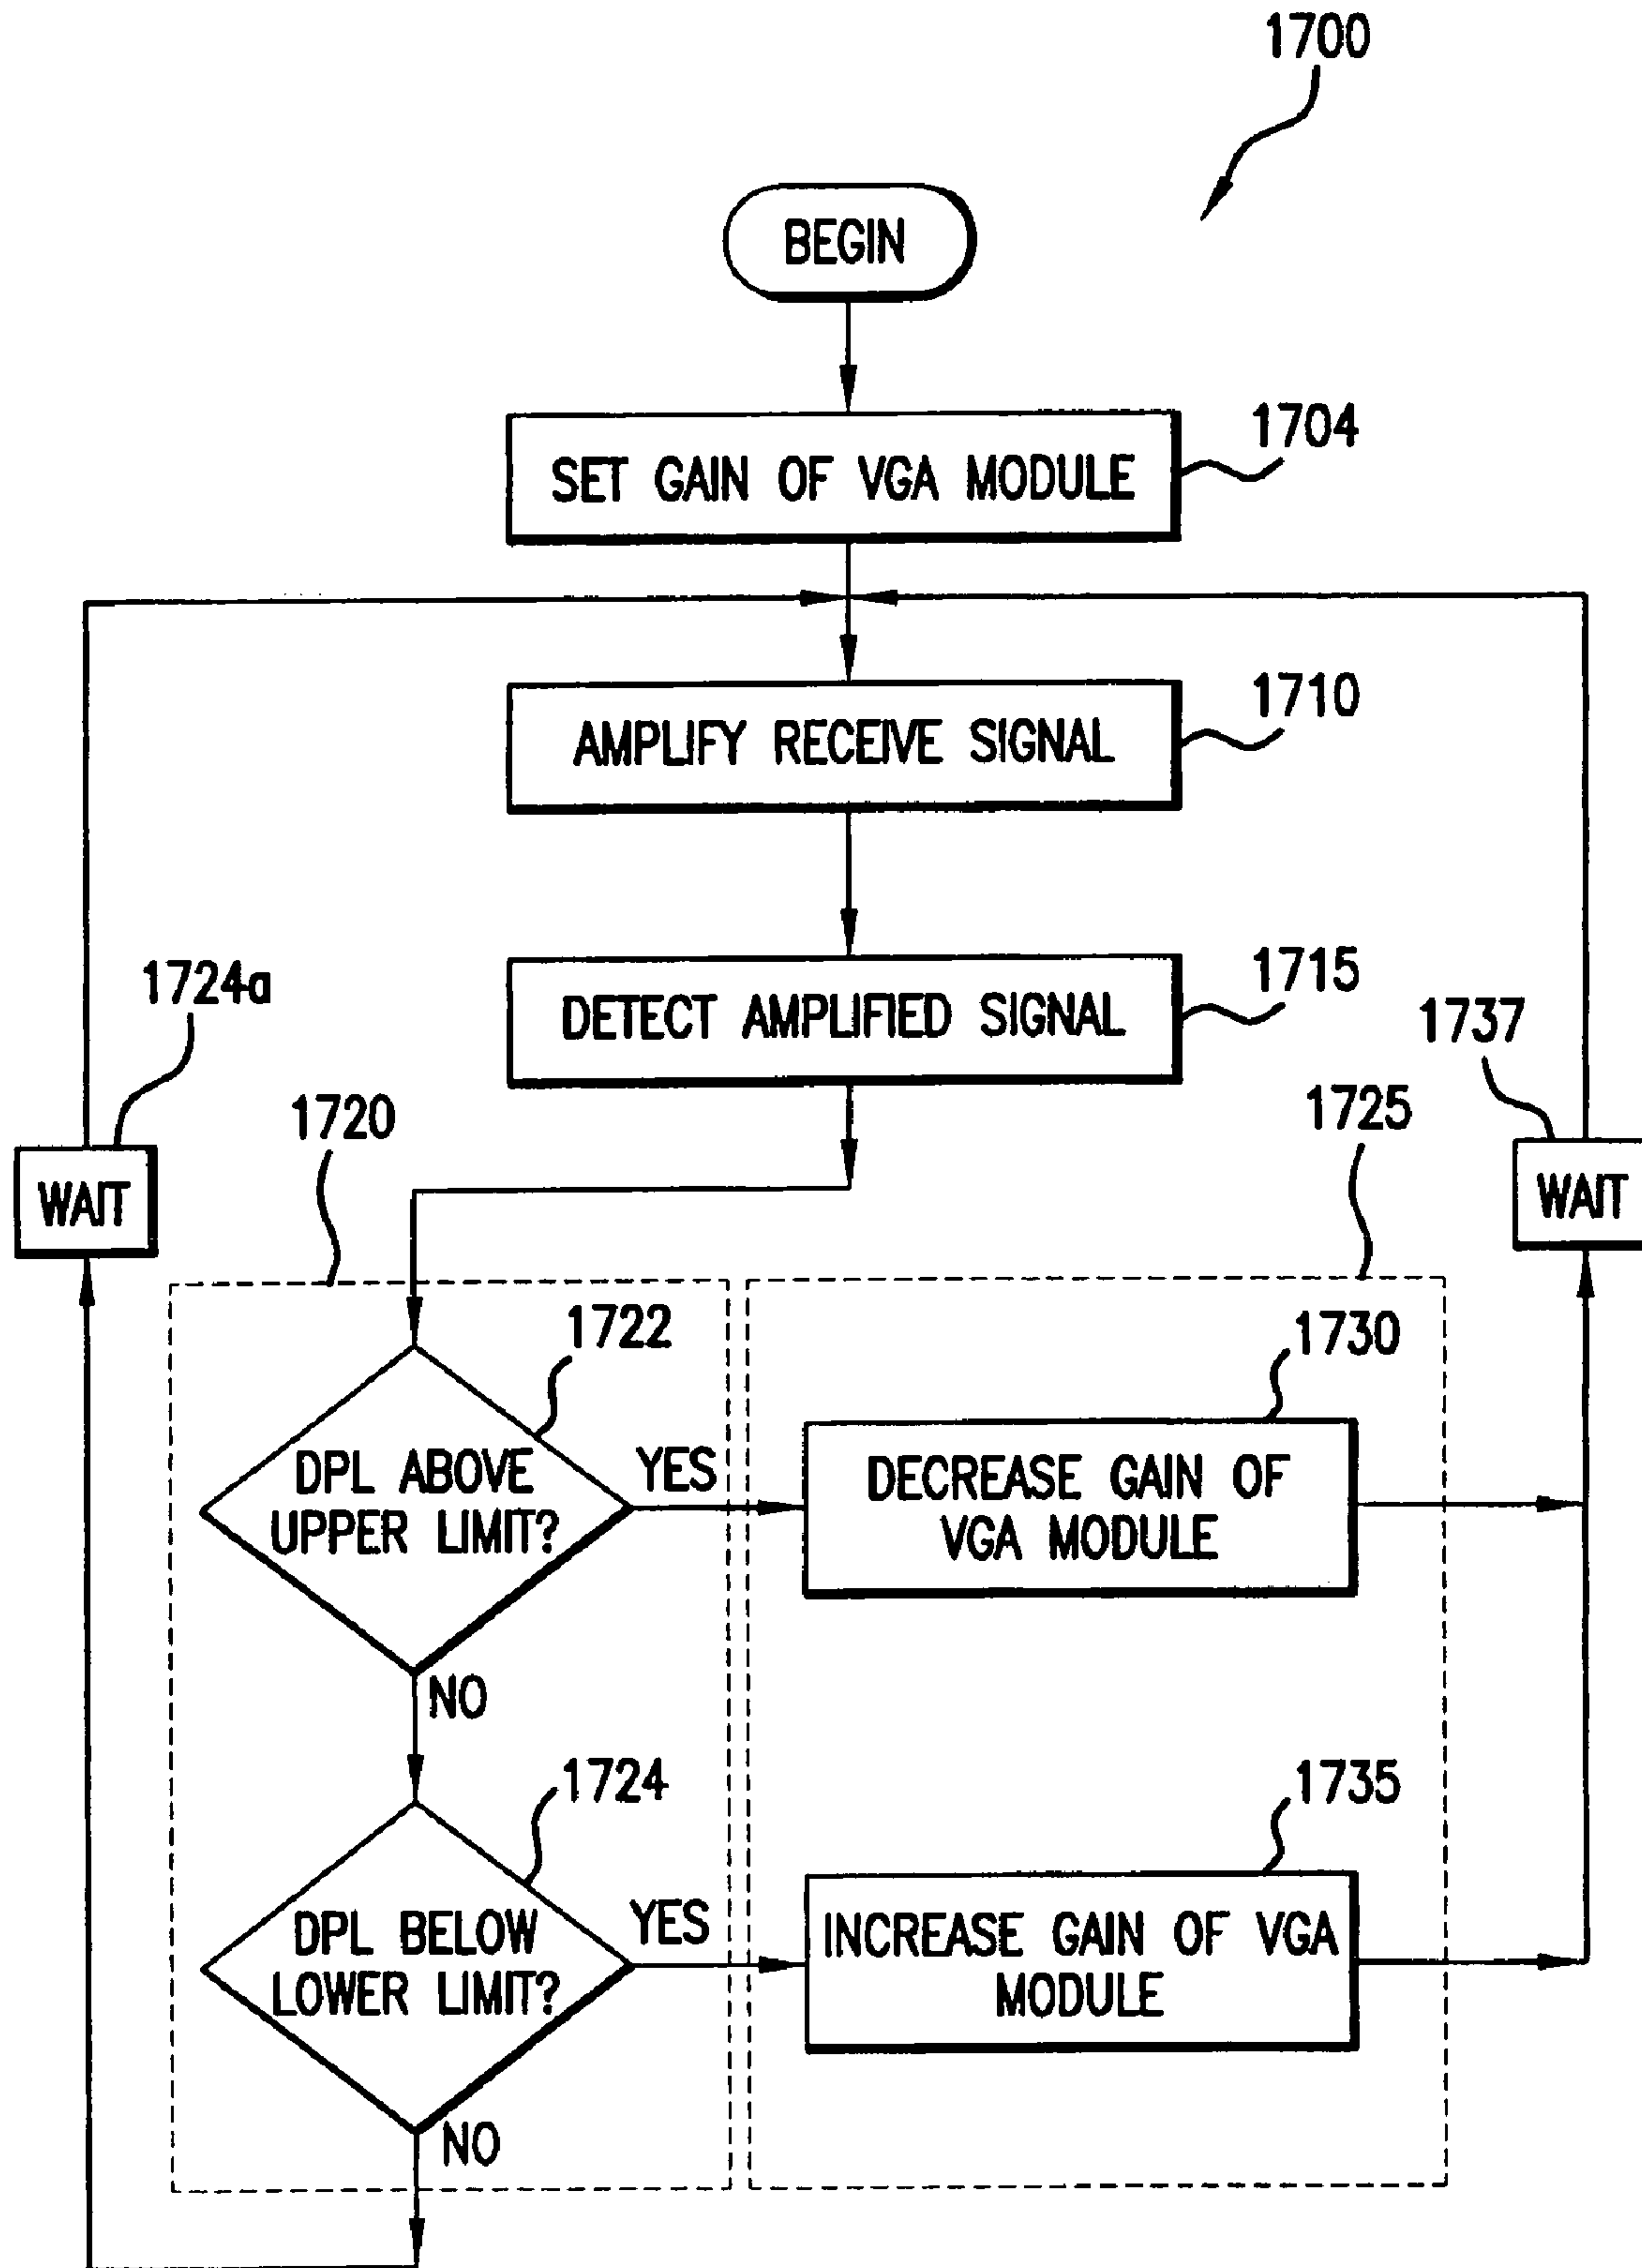 1700
BEGIN
1704
SET GAIN OF VGA MODULE
1710
AMPLIFY RECEIVE SIGNAL
1715
DETECT AMPLIFIED SIGNAL
1724a
1737
1720
1725
WAIT
WAIT
1722
1730
DPL ABOVE
UPPER LIMIT?
YES
DECREASE GAIN OF
VGA MODULE
NO
1724
1735
DPL BELOW
LOWER LIMIT?
YES
INCREASE GAIN OF VGA
MODULE
NO